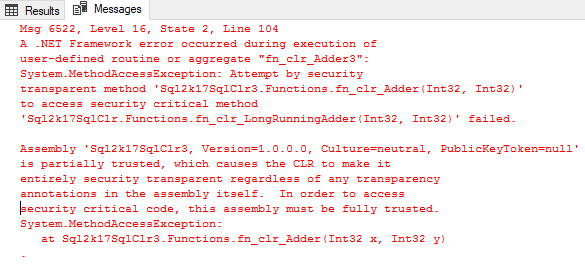 Results
Messages
Msg 6522, Level 16, State 2, Line 104
A .NET Framework error occurred during execution of
user-defined routine or aggregate "fn_clr_Adder3":
System.MethodAccessException: Attempt by security
transparent method 'Sql2k17SqlClr3.Functions.fn_clr_Adder(Int32, Int32)'
to access security critical method
'Sql2k17SqlClr.Functions.fn_clr_LongRunningAdder(Int32, Int32)' failed.

Assembly 'Sql2k17SqlClr3, Version=1.0.0.0, Culture=neutral, PublicKeyToken=null'
is partially trusted, which causes the CLR to make it
entirely security transparent regardless of any transparency
annotations in the assembly itself.  In order to access
security critical code, this assembly must be fully trusted.
System.MethodAccessException:
   at Sql2k17SqlClr3.Functions.fn_clr_Adder(Int32 x, Int32 y)
.